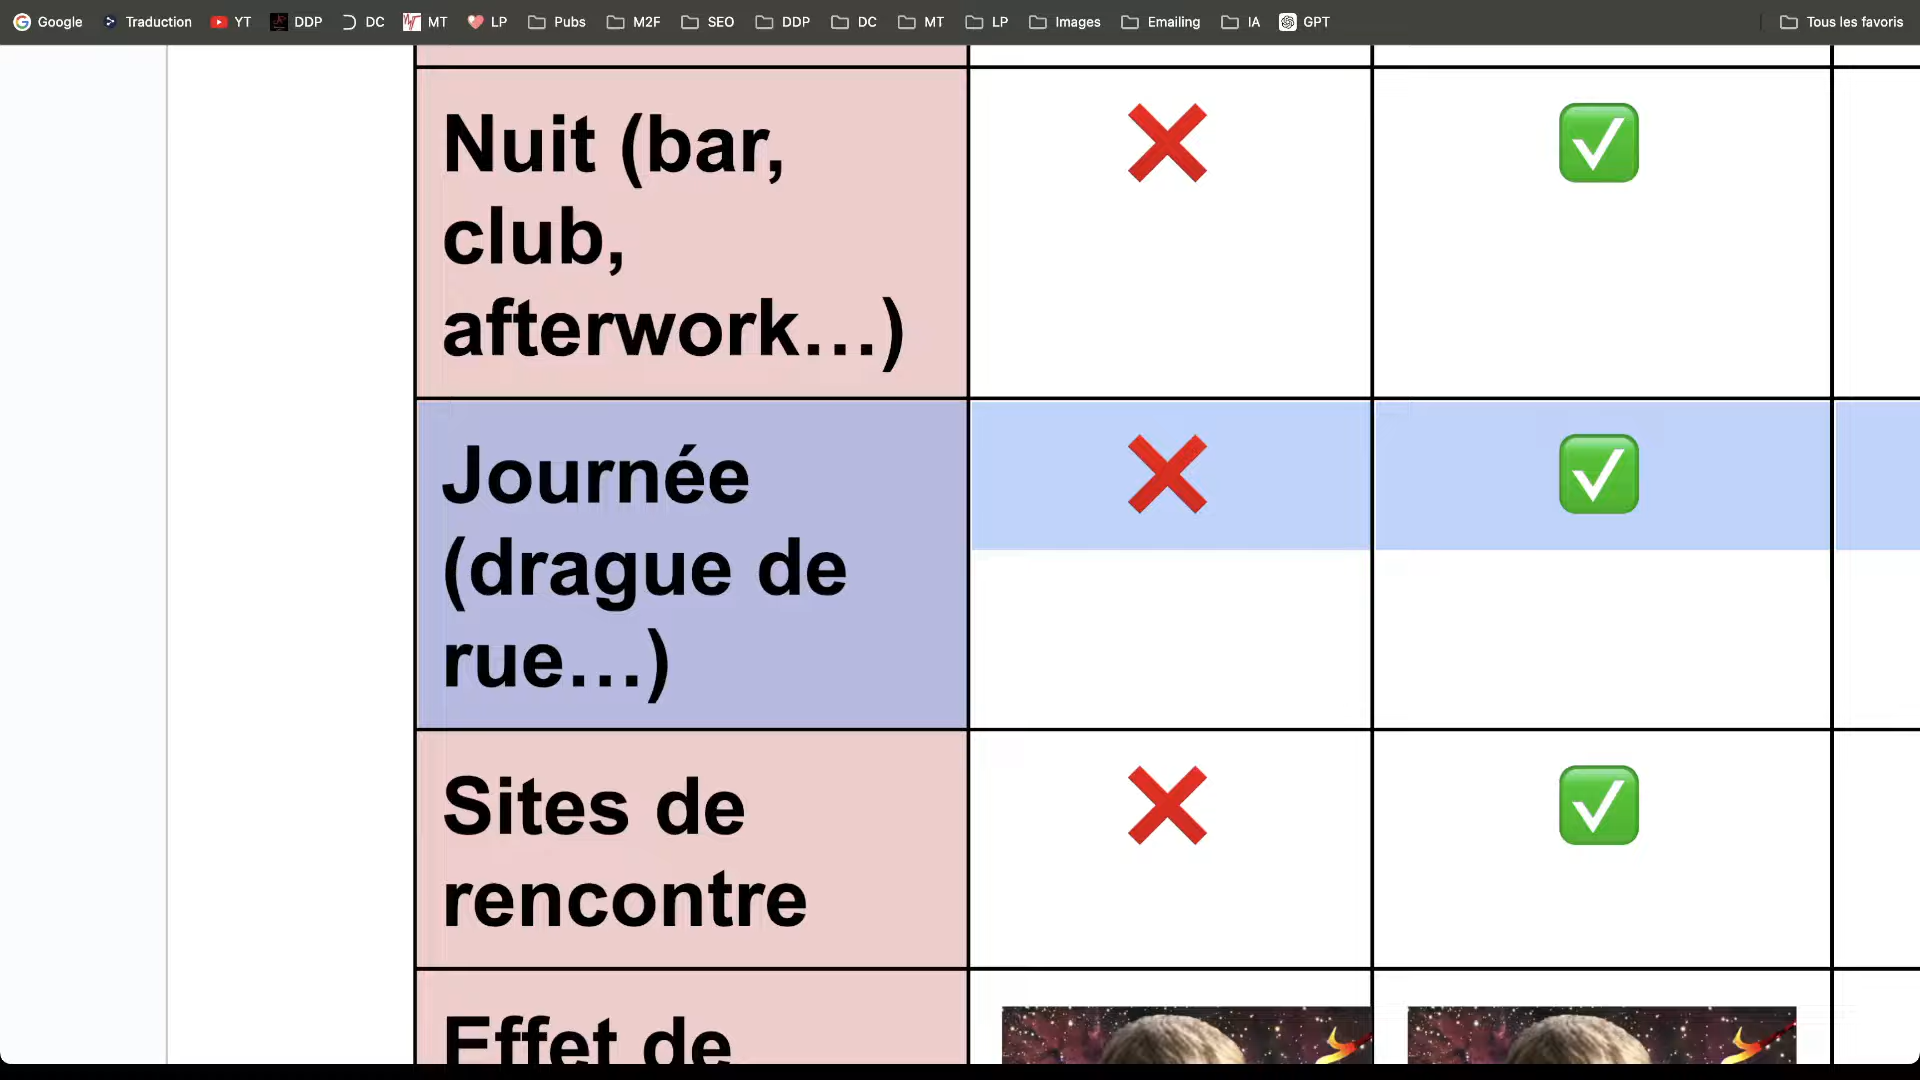 Google Traduction YT DDP DC MT LP Pubs M2F SEO DDP DC MT LP Images Emailing IA GPT Tous les favoris
Nuit (bar,
club,
afterwork…)
Journée
(drague de
rue…)
Sites de
rencontre
Effet de